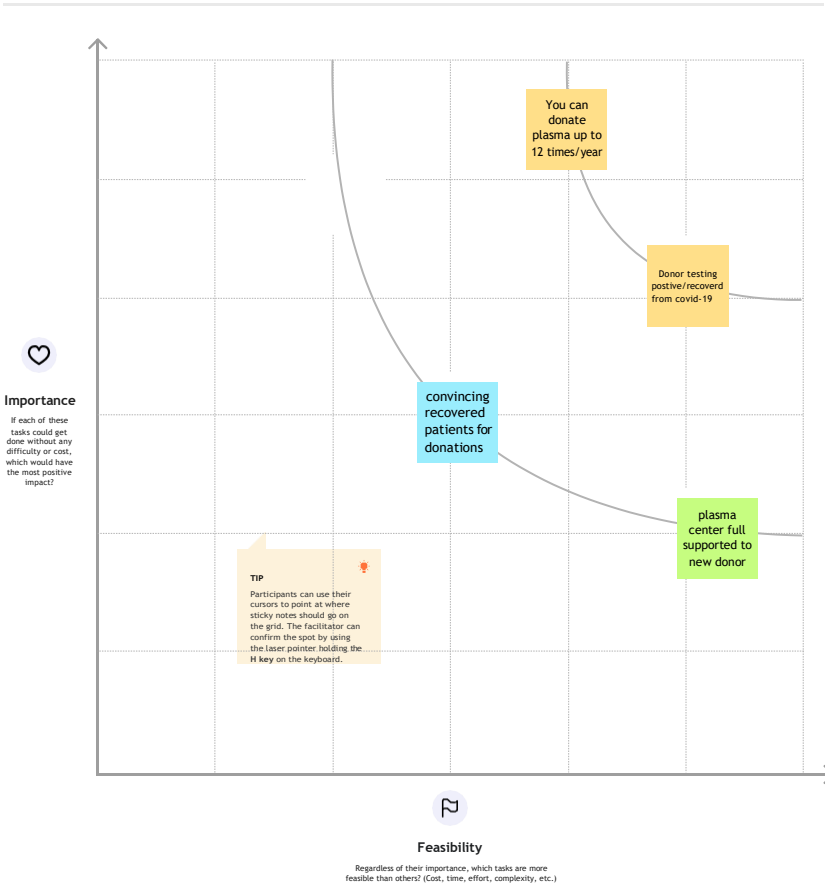 You can
donate
plasma up to
12 times/year
Donor testing
postive/recoverd
from covid-19
Importance
If each of these
tasks could get
done without any
difficulty or cost,
which would have
the most positive
impact?
convincing
recovered
patients for
donations
plasma
center full
supported to
new donor
TIP
Participants can use their
cursors to point at where
sticky notes should go on
the grid. The facilitator can
confirm the spot by using
the laser pointer holding the
H key on the keyboard.
Feasibility
Regardless of their importance, which tasks are more
feasible than others? (Cost, time, effort, complexity, etc.)